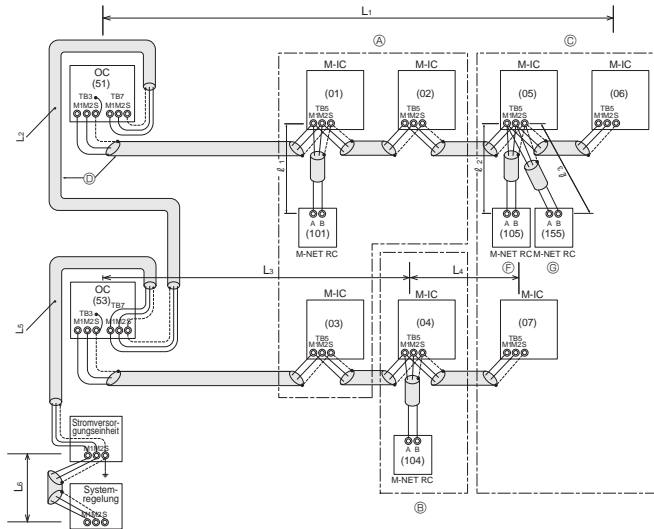 L1
Ⓐ
Ⓒ
M-IC
M-IC
M-IC
M-IC
OC
(51)
TB3
TB7
M1M2S
M1M2S
(01)
TB5
M1M2S
(02)
TB5
M1M2S
(05)
TB5
M1M2S
(06)
TB5
M1M2S
L2
Ⓓ
ℓ1
ℓ2
ℓ3
A B
(101)
M-NET RC
A B
(105)
M-NET RC
Ⓕ
A B
(155)
M-NET RC
Ⓖ
L3
L4
OC
(53)
TB3
TB7
M1M2S
M1M2S
M-IC
(03)
TB5
M1M2S
M-IC
(04)
TB5
M1M2S
M-IC
(07)
TB5
M1M2S
L5
A B
(104)
M-NET RC
Ⓑ
Stromversor-
gungseinheit
M1M2S
L6
System-
regelung
M1M2S